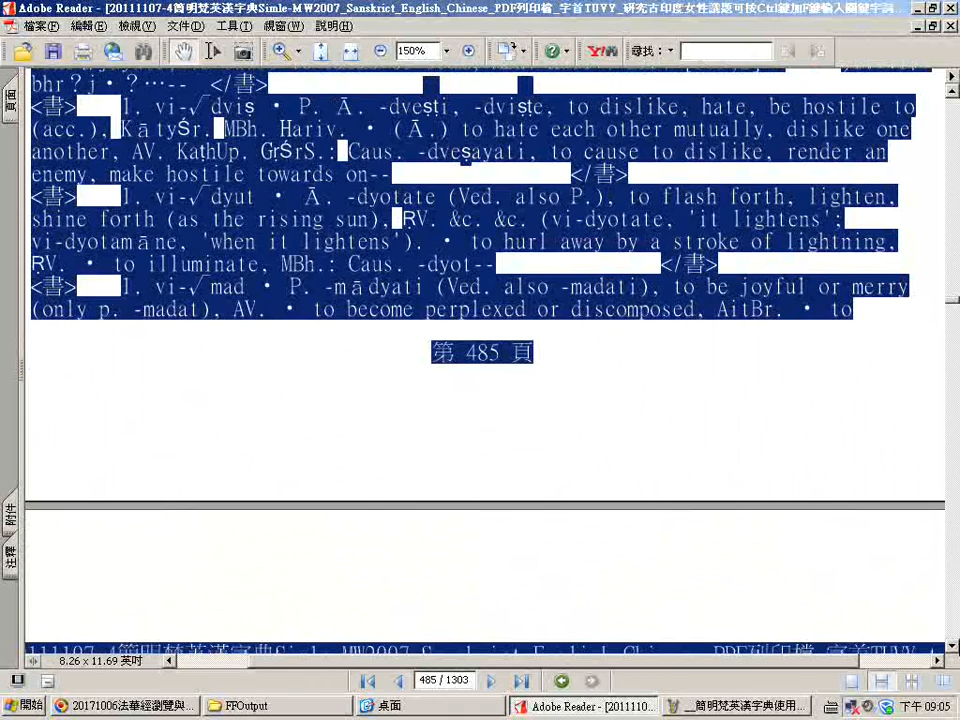 Adobe Reader - [20111107-4簡明梵英漢字典Simle-MW2007_Sanskrict_English_Chinese_PDF列印檔_字首TUVY_研究古印度女性議題可按Ctrl鍵加F鍵輸入關鍵字詞...
檔案(F) 編輯(E) 檢視(V) 文件(D) 工具(T) 視窗(W) 說明(H)
150% 尋找:
頁面
bhr？j•？…-- </書>
<書> 1. vi-√dviṣ • P. Ā. -dveṣṭi, -dviṣṭe, to dislike, hate, be hostile to
(acc.), KātyŚr. MBh. Hariv. • (Ā.) to hate each other mutually, dislike one
another, AV. KaṭhUp. GṛŚrS.: Caus. -dveṣayati, to cause to dislike, render an
enemy, make hostile towards on-- </書>
<書> 1. vi-√dyut • Ā. -dyotate (Ved. also P.), to flash forth, lighten,
shine forth (as the rising sun), ṚV. &c. &c. (vi-dyotate, 'it lightens';
vi-dyotamāne, 'when it lightens'). • to hurl away by a stroke of lightning,
ṚV. • to illuminate, MBh.: Caus. -dyot-- </書>
<書> 1. vi-√mad • P. -mādyati (Ved. also -madati), to be joyful or merry
(only p. -madat), AV. • to become perplexed or discomposed, AitBr. • to
第 485 頁
附件
注釋
8.26 x 11.69 英吋
485 / 1303
開始 20171006法華經瀏覽與... FFOutput 桌面 Adobe Reader - [2011110... __簡明梵英漢字典使用... 下午 09:05